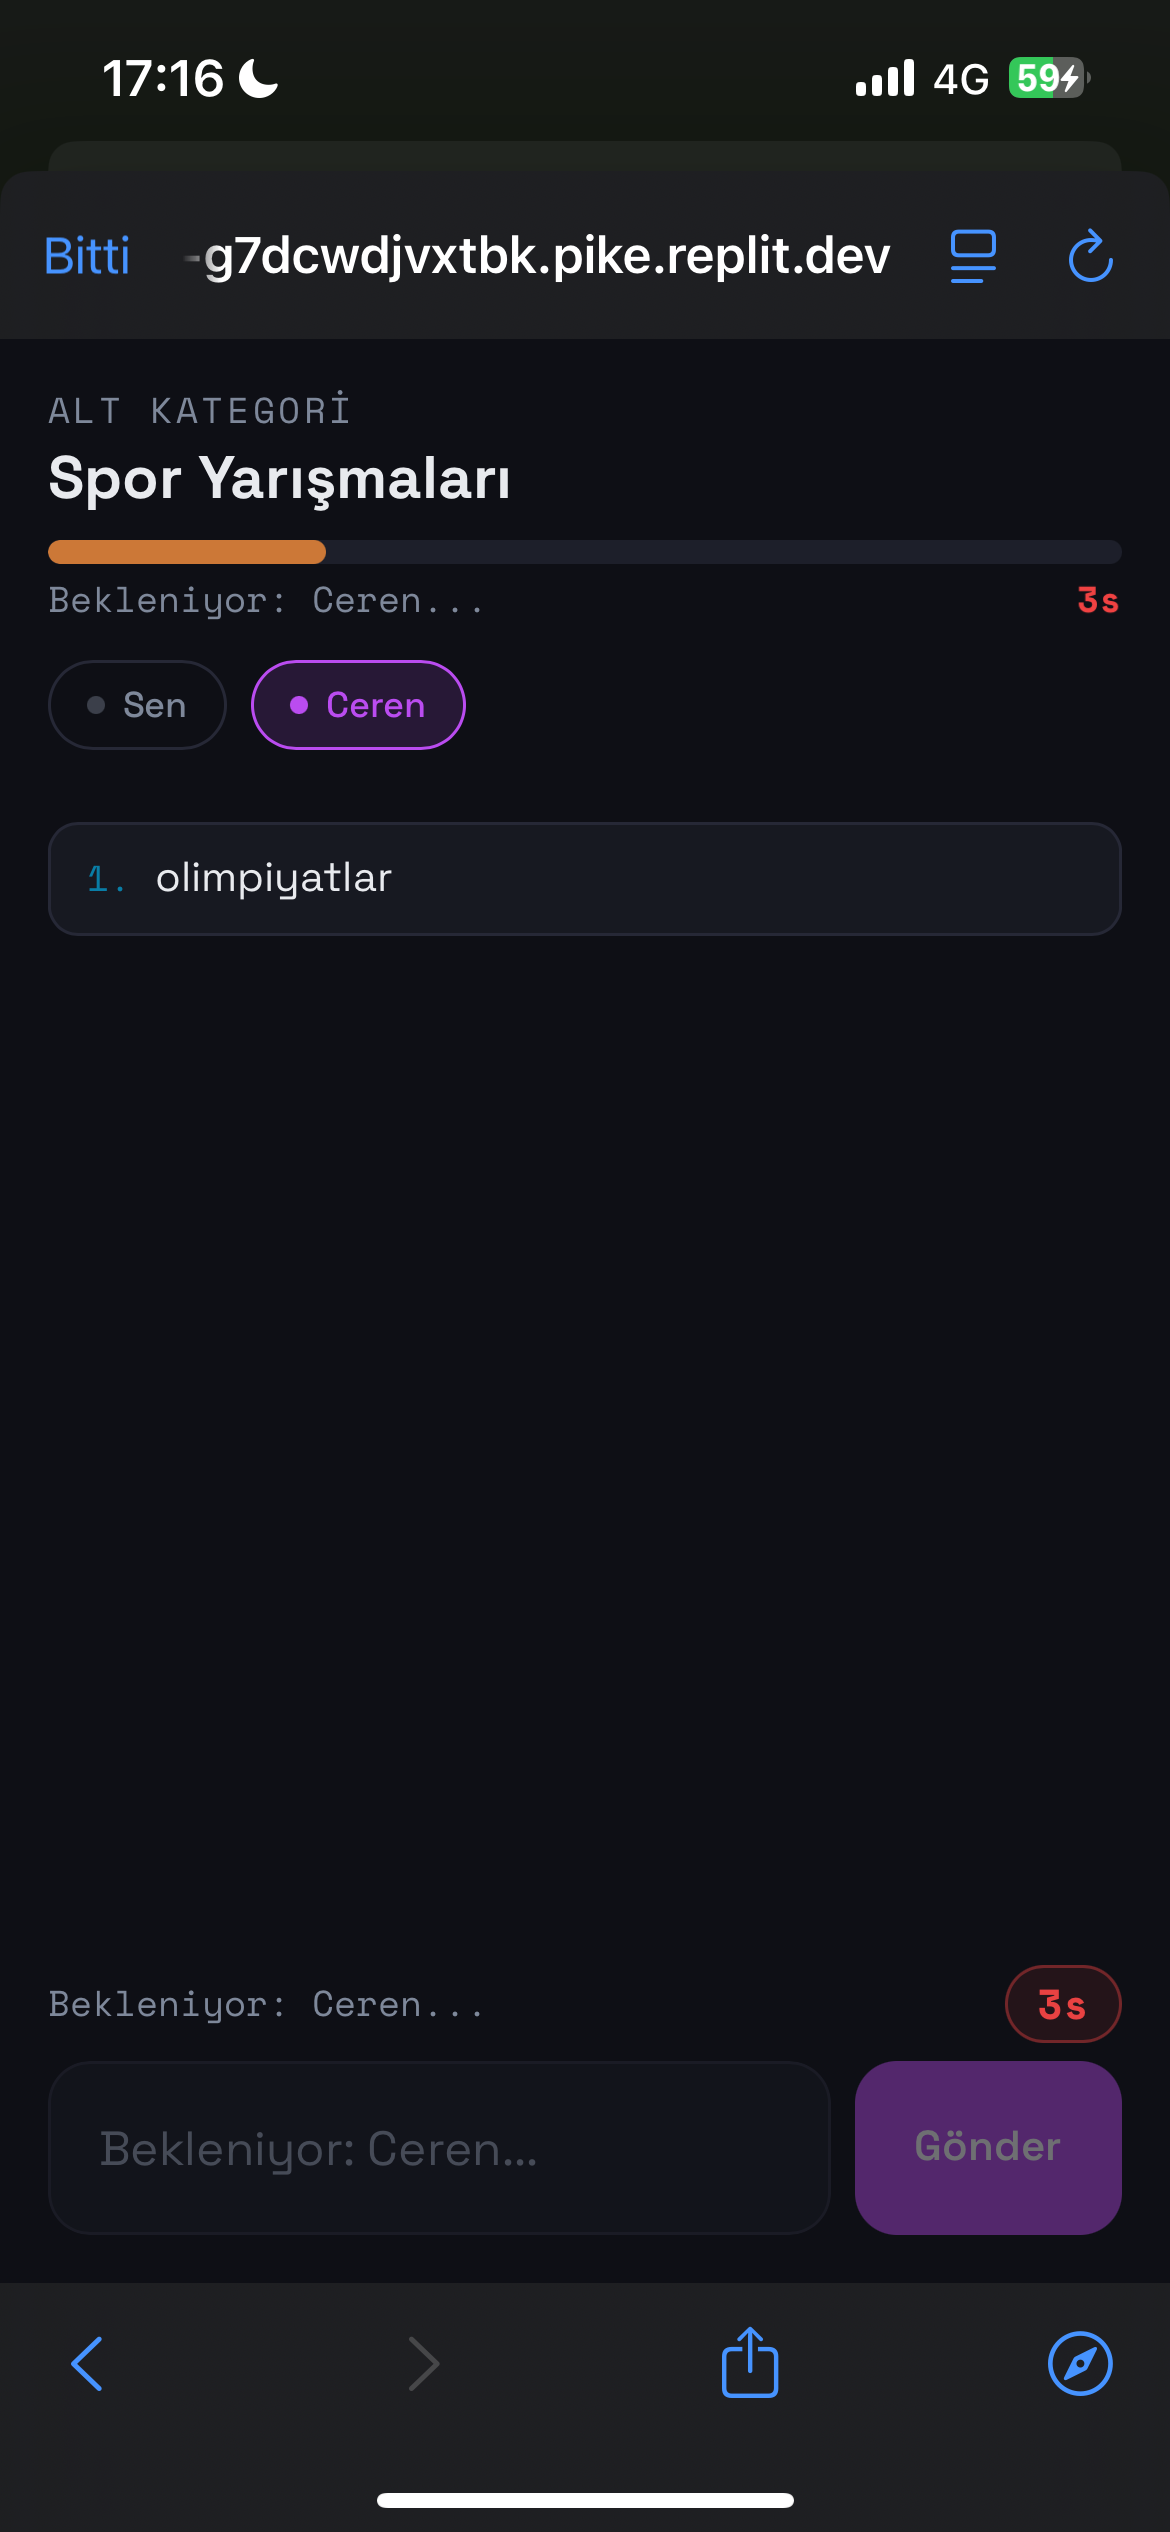 17:16 4G 59
Bitti -g7dcwdjvxtbk.pike.replit.dev
ALT KATEGORİ
Spor Yarışmaları
Bekleniyor: Ceren... 3s
Sen Ceren
1. olimpiyatlar
Bekleniyor: Ceren... 3s
Bekleniyor: Ceren... Gönder